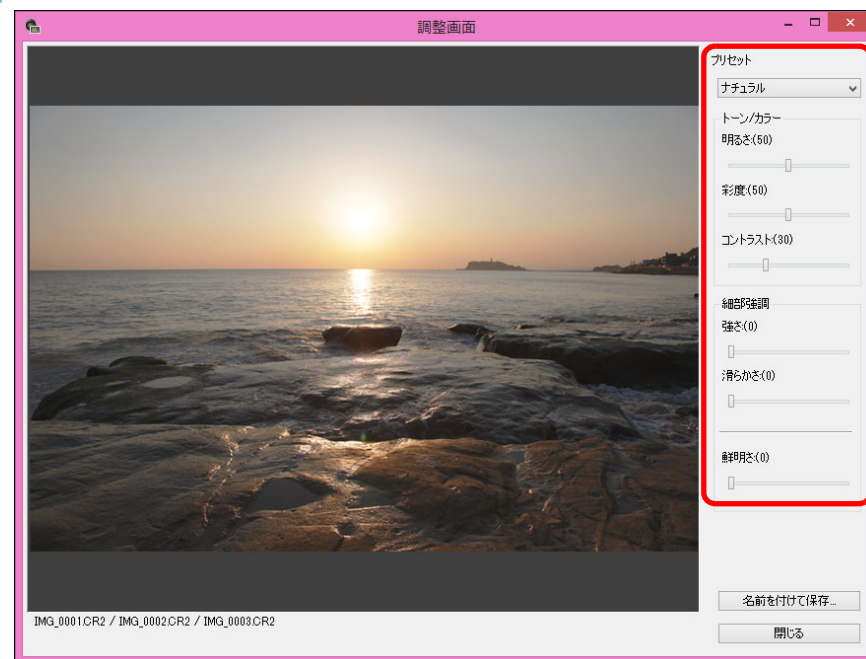 調整画面
プリセット
ナチュラル
トーン/カラー
明るさ:(50)
彩度:(50)
コントラスト:(30)
細部強調
強さ:(0)
滑らかさ:(0)
鮮明さ:(0)
名前を付けて保存...
閉じる
IMG_0001.CR2 / IMG_0002.CR2 / IMG_0003.CR2